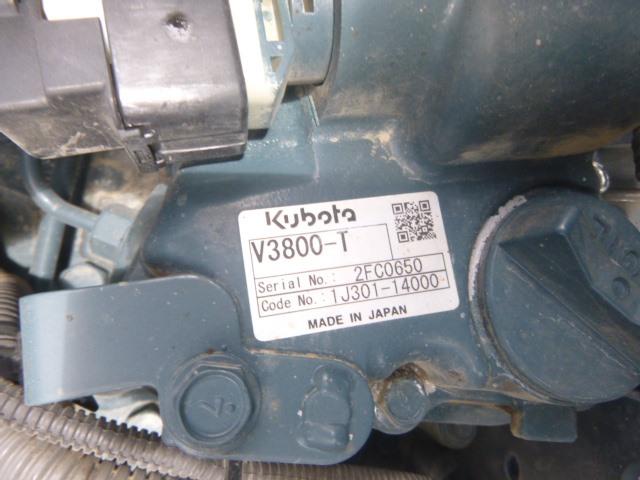 Kubota
V3800-T
Serial No.: 2FC0650
Code No.: 1J301-14000
MADE IN JAPAN